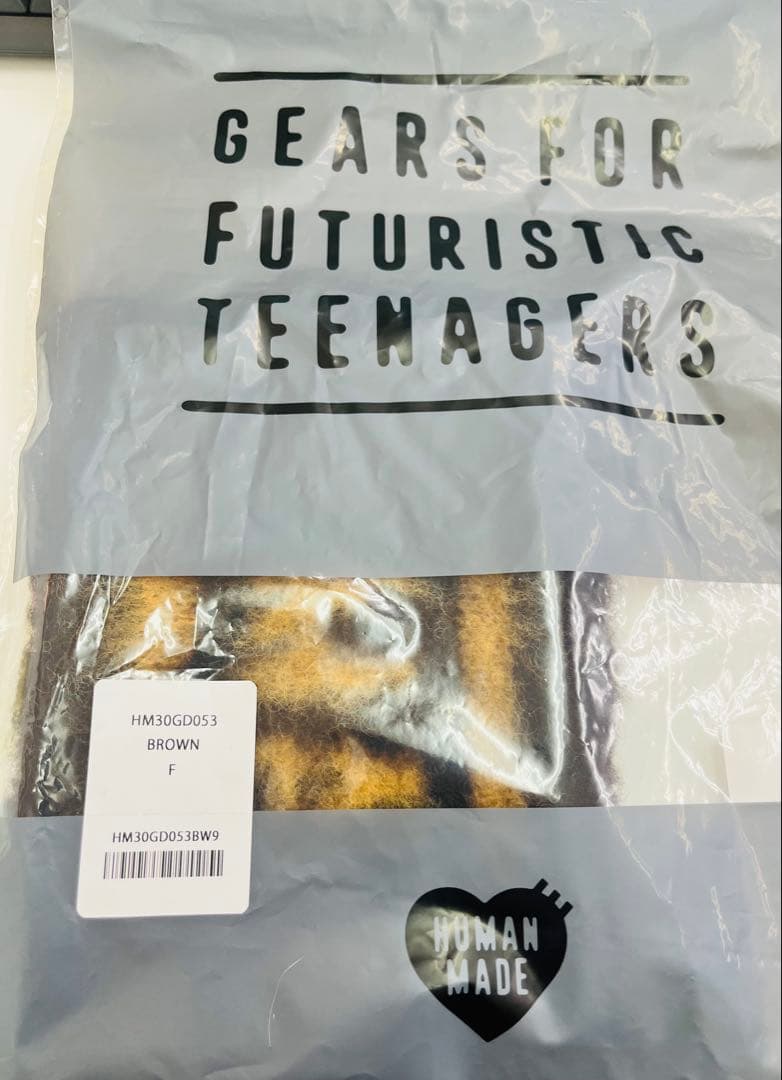 GEARS FOR
FUTURISTIC
TEENAGERS
HM30GD053
BROWN
F
HM30GD053BW9
HUMAN
MADE